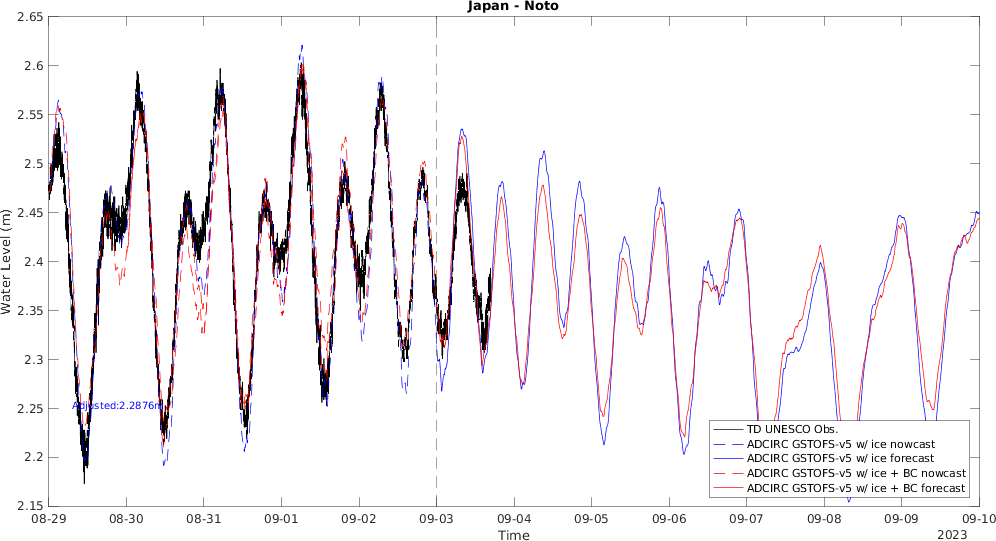 Japan - Noto
2.65
2.6
2.55
2.5
2.45
2.4
2.35
2.3
2.25
2.2
2.15
Water Level (m)
Adjusted:2.2876m
TD UNESCO Obs.
ADCIRC GSTOFS-v5 w/ ice nowcast
ADCIRC GSTOFS-v5 w/ ice forecast
ADCIRC GSTOFS-v5 w/ ice + BC nowcast
ADCIRC GSTOFS-v5 w/ ice + BC forecast
08-29 08-30 08-31 09-01 09-02 09-03 09-04 09-05 09-06 09-07 09-08 09-09 09-10
Time
2023